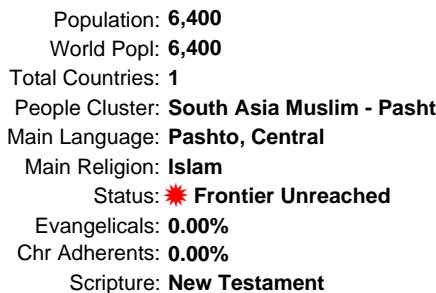 Population: 6,400
World Popl: 6,400
Total Countries: 1
People Cluster: South Asia Muslim - Pasht
Main Language: Pashto, Central
Main Religion: Islam
Status: Frontier Unreached
Evangelicals: 0.00%
Chr Adherents: 0.00%
Scripture: New Testament